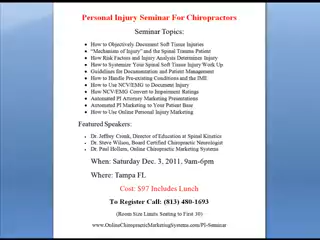 Personal Injury Seminar For Chiropractors
Seminar Topics:
• How to Objectively Document Soft Tissue Injuries
• "Mechanism of Injury" and the Spinal Trauma Patient
• How Risk Factors and Injury Analysis Determine Injury
• How to Systemize Your Spinal Soft Tissue Injury Work Up
• Guidelines for Documentation and Patient Management
• How to Handle Pre-existing Conditions and the IME
• How to Use NCV/EMG to Document Injury
• How NCV/EMG Convert to Impairment Ratings
• Automated PI Attorney Marketing Presentations
• Automated PI Marketing to Your Patient Base
• How to Use Online Personal Injury Marketing
Featured Speakers:
• Dr. Jeffrey Cronk, Director of Education at Spinal Kinetics
• Dr. Steve Wilson, Board Certified Chiropractic Neurologist
• Dr. Paul Hollam, Online Chiropractic Marketing Systems
When: Saturday Dec. 3, 2011, 9am-6pm
Where: Tampa FL
Cost: $97 Includes Lunch
To Register Call: (813) 480-1693
(Room Size Limits Seating to First 30)
www.OnlineChiropracticMarketingSystems.com/PI-Seminar